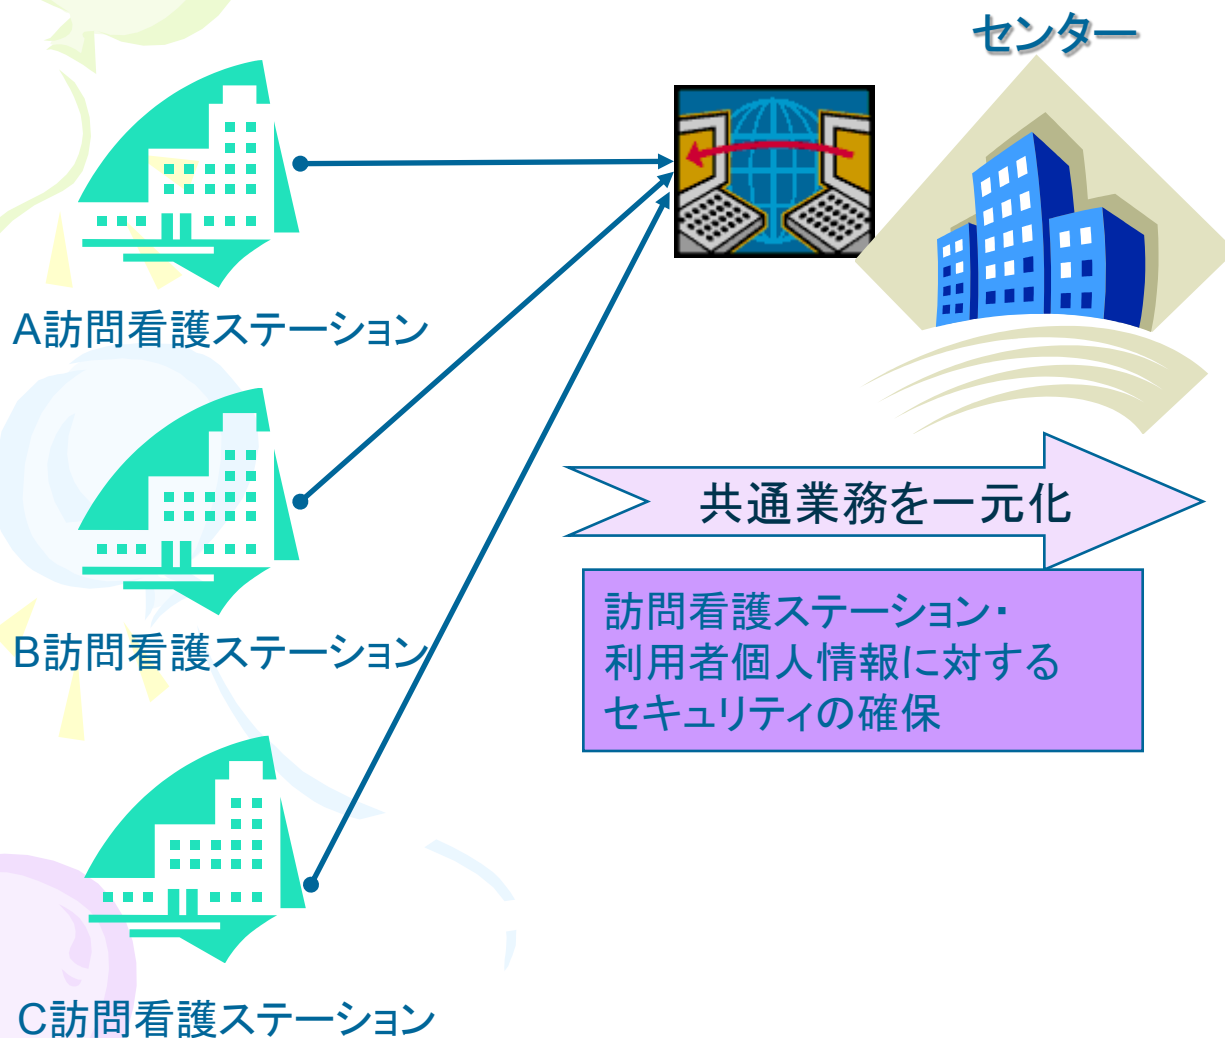 センター
A訪問看護ステーション
B訪問看護ステーション
C訪問看護ステーション
共通業務を一元化
訪問看護ステーション・
利用者個人情報に対する
セキュリティの確保